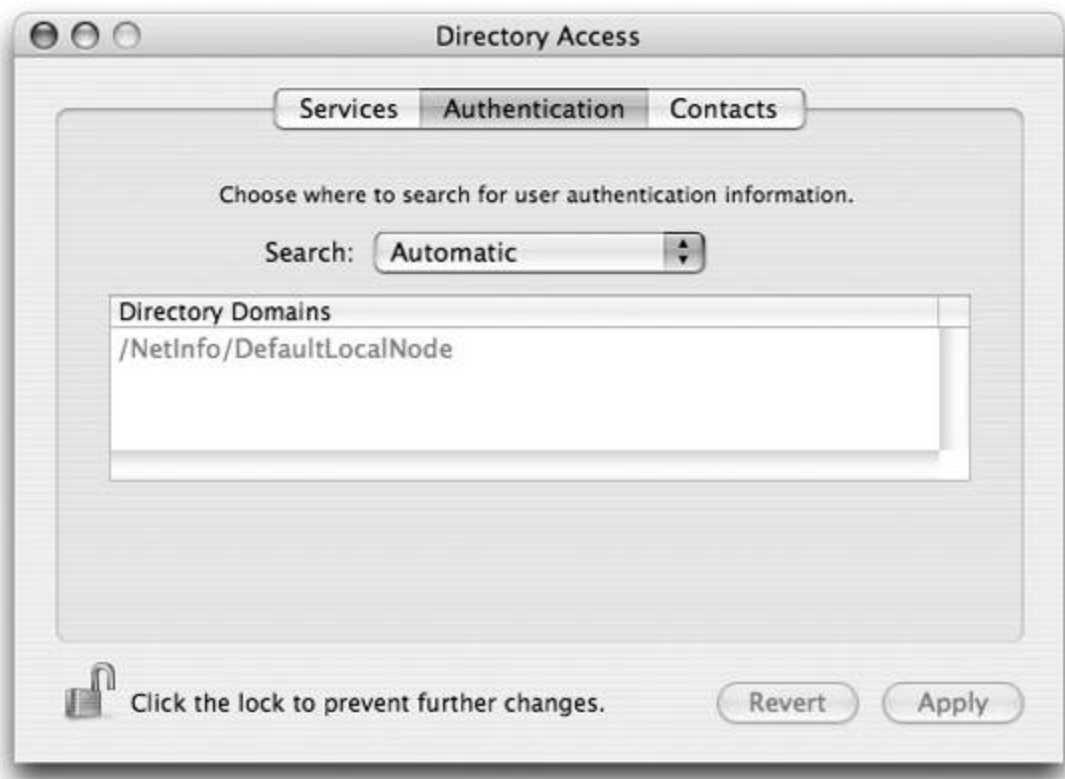 Directory Access
Services Authentication Contacts
Choose where to search for user authentication information.
Search: Automatic
Directory Domains
/NetInfo/DefaultLocalNode
Click the lock to prevent further changes. Revert Apply